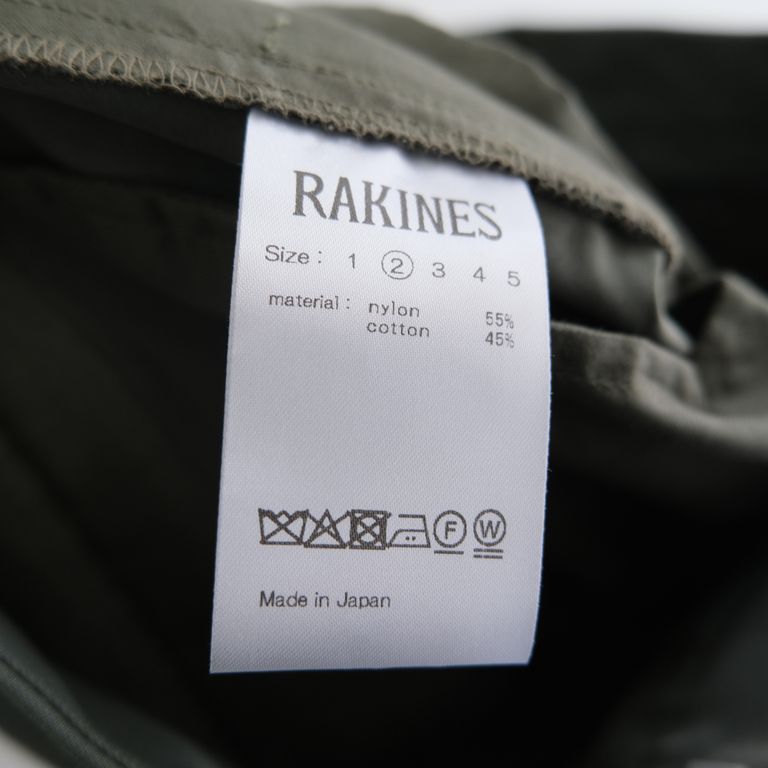 RAKINES
Size: 1 2 3 4 5
material: nylon 55%
cotton 45%
F W
Made in Japan